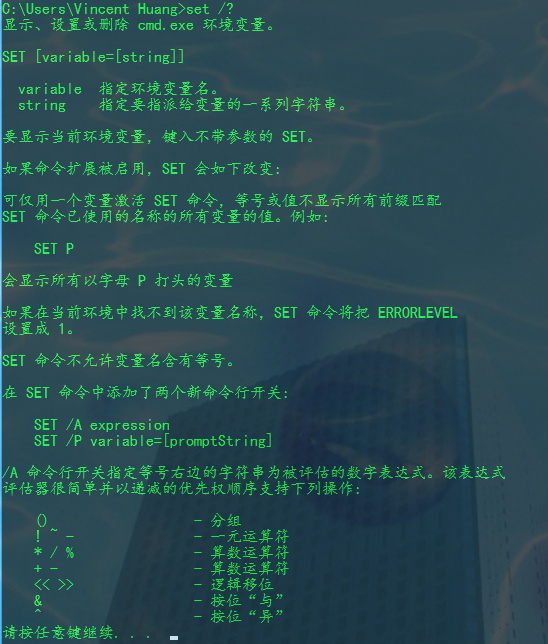 C:\Users\Vincent Huang>set /?
显示、设置或删除 cmd.exe 环境变量。
SET [variable=[string]]
variable 指定环境变量名。
string 指定要指派给变量的一系列字符串。
要显示当前环境变量，键入不带参数的 SET。
如果命令扩展被启用，SET 会如下改变:
可仅用一个变量激活 SET 命令，等号或值不显示所有前缀匹配
SET 命令已使用的名称的所有变量的值。例如:
SET P
会显示所有以字母 P 打头的变量
如果在当前环境中找不到该变量名称，SET 命令将把 ERRORLEVEL
设置成 1。
SET 命令不允许变量名含有等号。
在 SET 命令中添加了两个新命令行开关:
SET /A expression
SET /P variable=[promptString]
/A 命令行开关指定等号右边的字符串为被评估的数字表达式。该表达式
评估器很简单并以递减的优先权顺序支持下列操作:
() - 分组
! ~ - - 一元运算符
* / % - 算数运算符
+ - - 算数运算符
<< >> - 逻辑移位
& - 按位“与”
^ - 按位“异”
请按任意键继续. . .